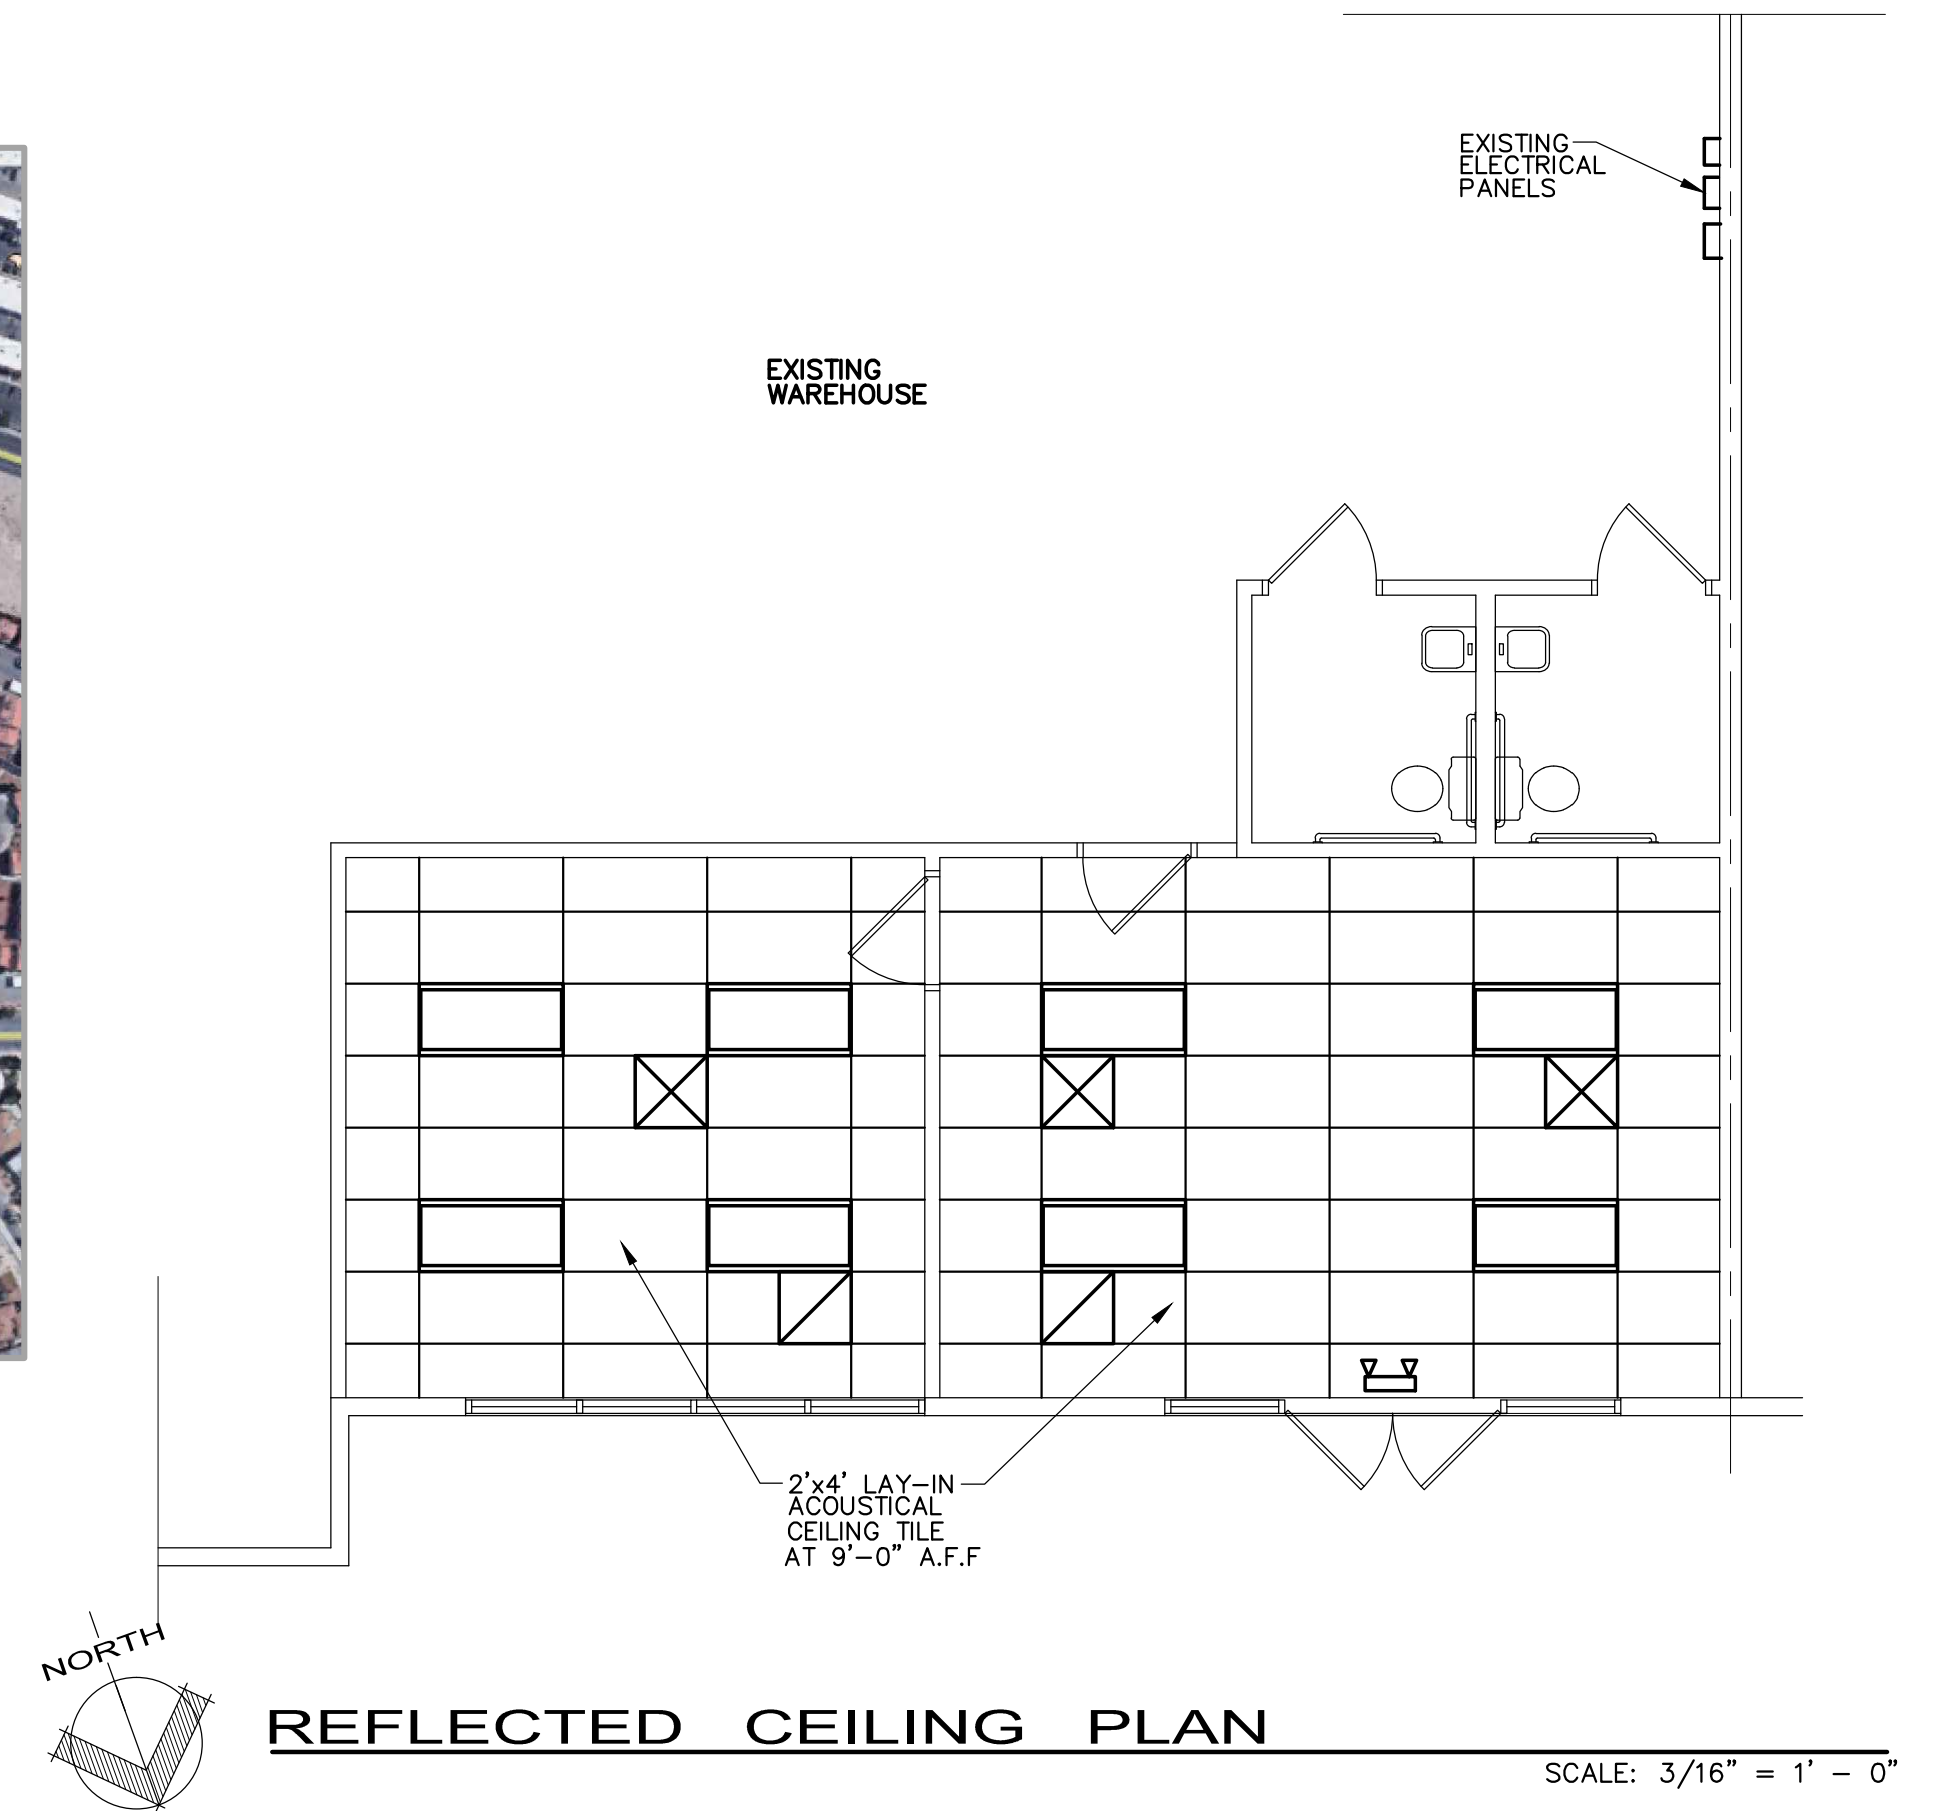 EXISTING
ELECTRICAL
PANELS
EXISTING
WAREHOUSE
2'x4' LAY-IN
ACOUSTICAL
CEILING TILE
AT 9'-0" A.F.F
NORTH
REFLECTED CEILING PLAN
SCALE: 3/16" = 1' - 0"